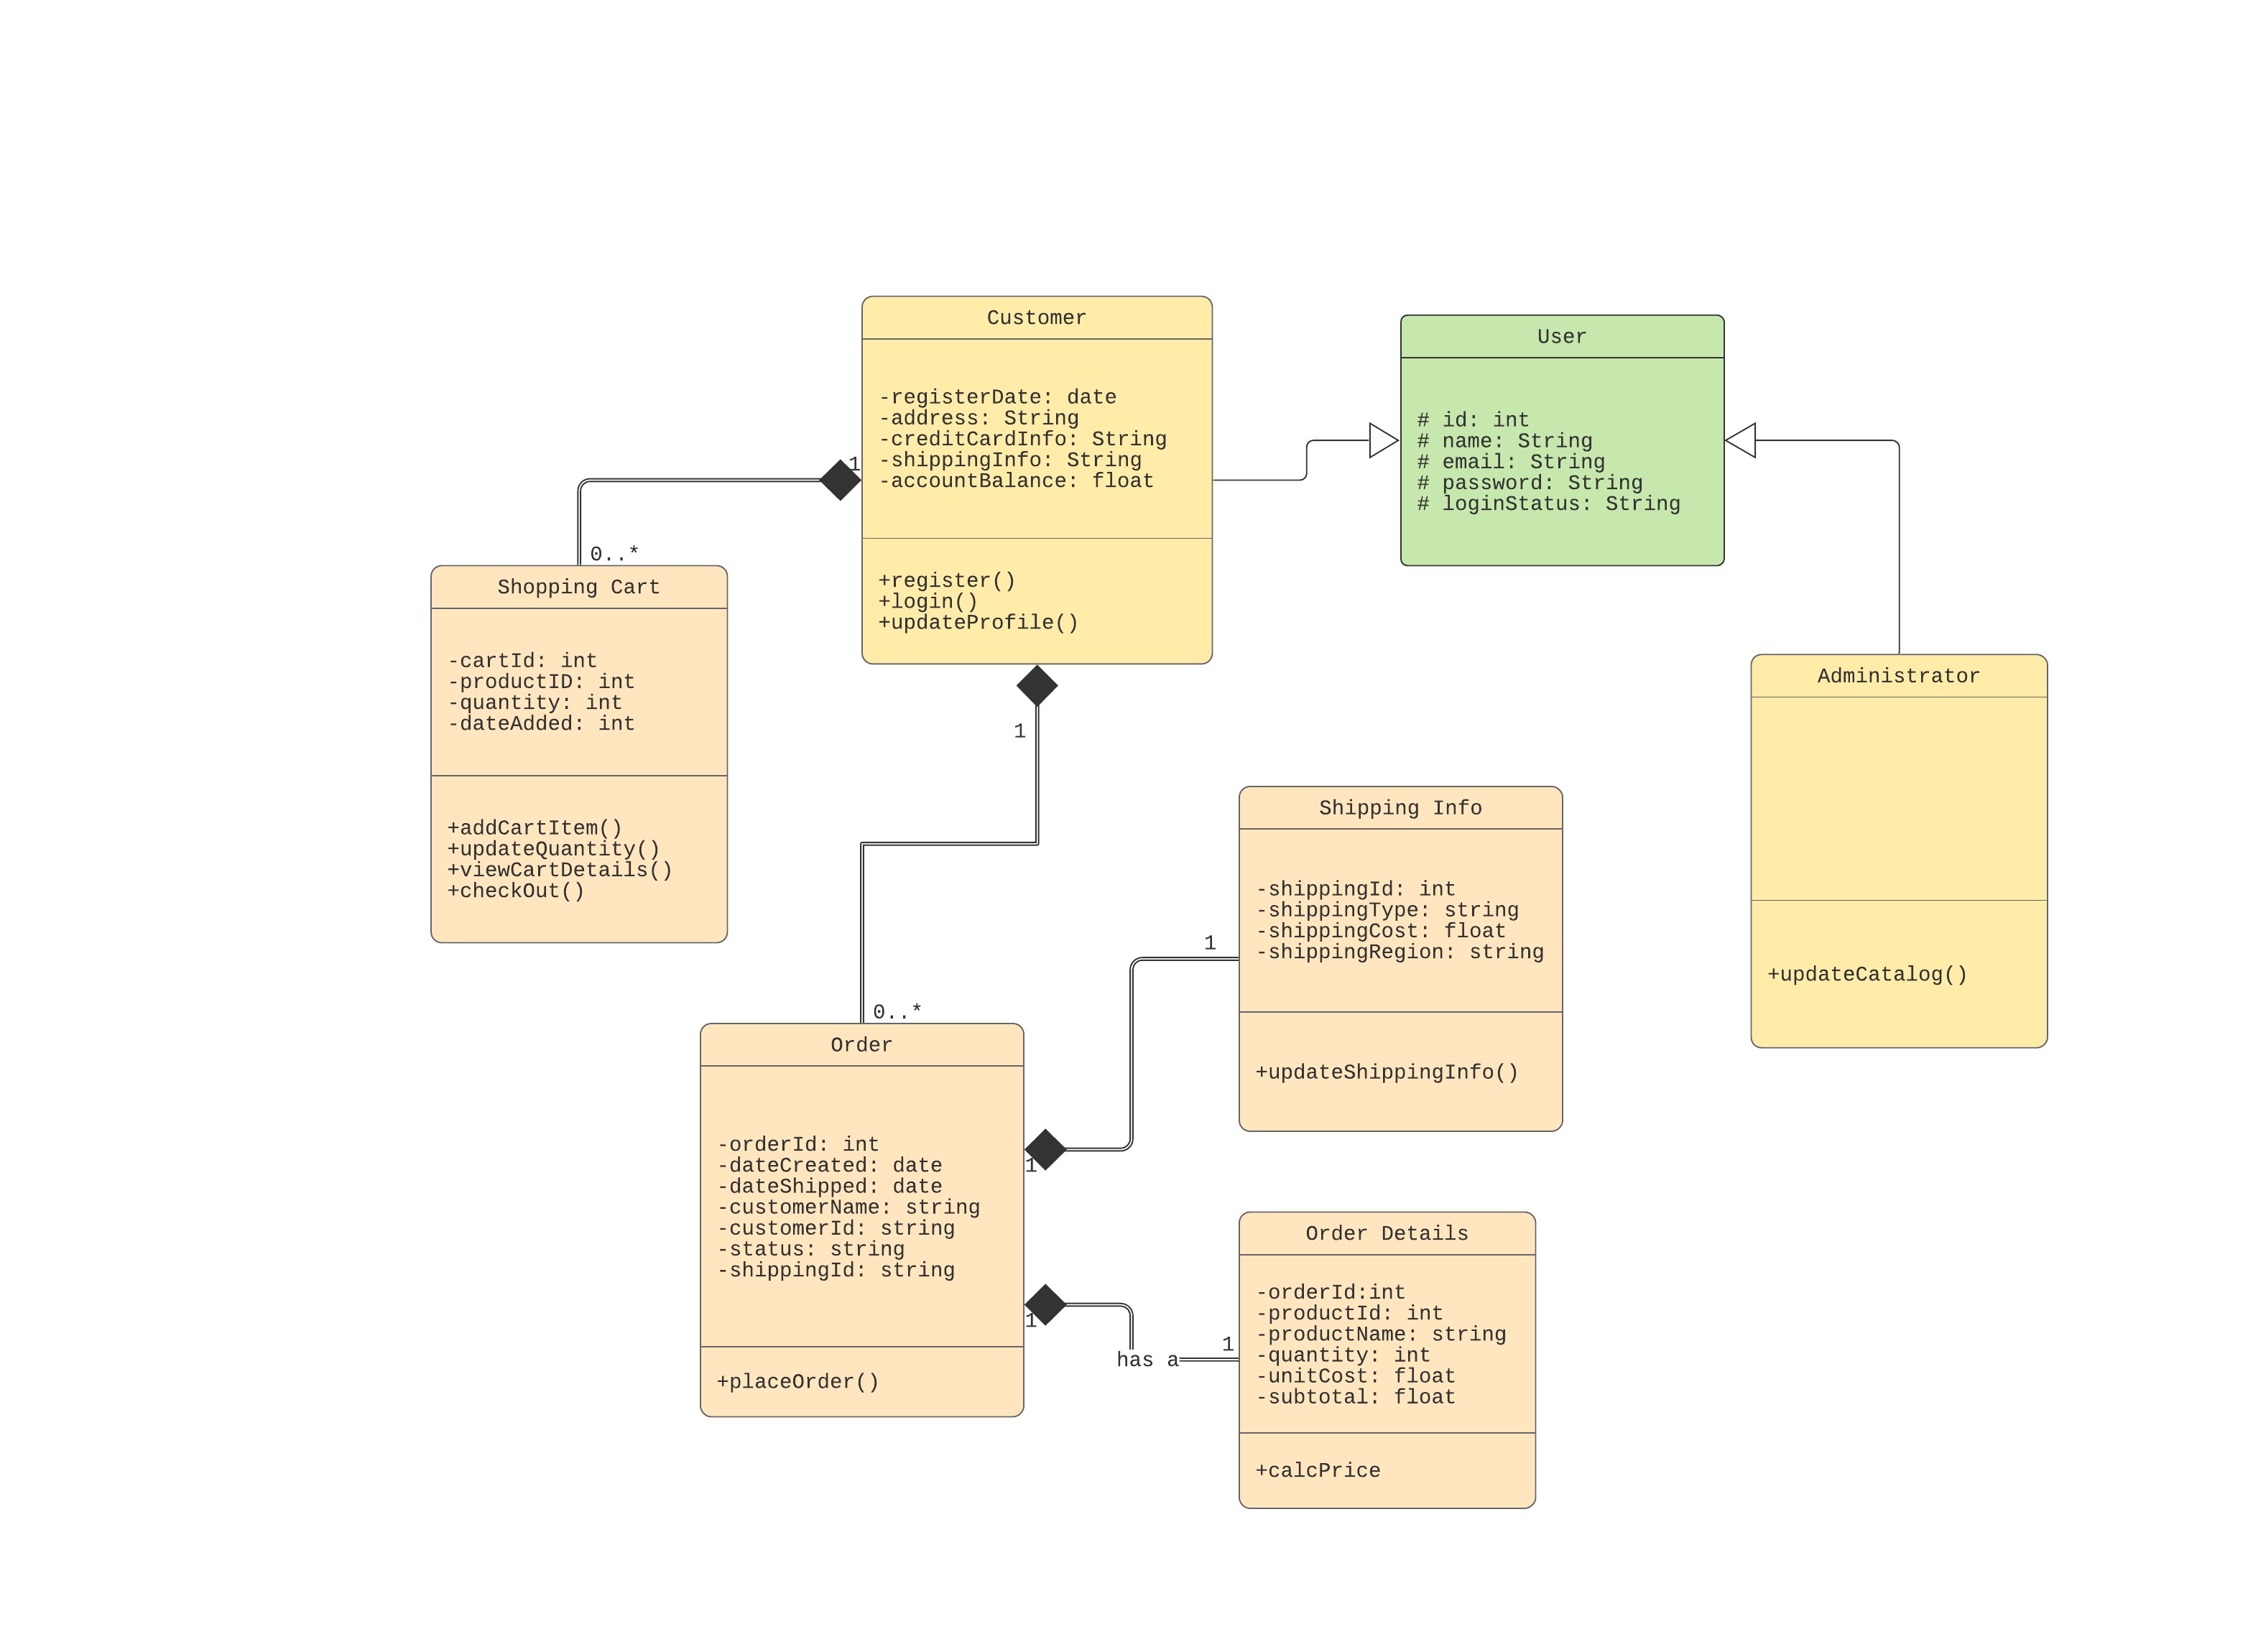 Customer
-registerDate: date
-address: String
-creditCardInfo: String
-shippingInfo: String
-accountBalance: float
+register()
+login()
+updateProfile()
User
# id: int
# name: String
# email: String
# password: String
# loginStatus: String
1
0..*
Shopping Cart
-cartId: int
-productID: int
-quantity: int
-dateAdded: int
+addCartItem()
+updateQuantity()
+viewCartDetails()
+checkOut()
Administrator
+updateCatalog()
1
0..*
Shipping Info
-shippingId: int
-shippingType: string
-shippingCost: float
-shippingRegion: string
+updateShippingInfo()
1
Order
-orderId: int
-dateCreated: date
-dateShipped: date
-customerName: string
-customerId: string
-status: string
-shippingId: string
+placeOrder()
1
1
has a
1
Order Details
-orderId:int
-productId: int
-productName: string
-quantity: int
-unitCost: float
-subtotal: float
+calcPrice